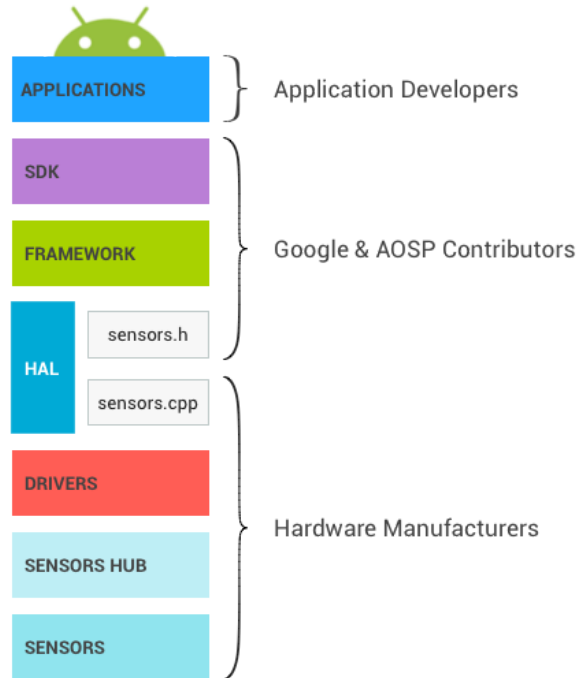 APPLICATIONS
Application Developers
SDK
FRAMEWORK
Google & AOSP Contributors
HAL
sensors.h
sensors.cpp
DRIVERS
SENSORS HUB
Hardware Manufacturers
SENSORS